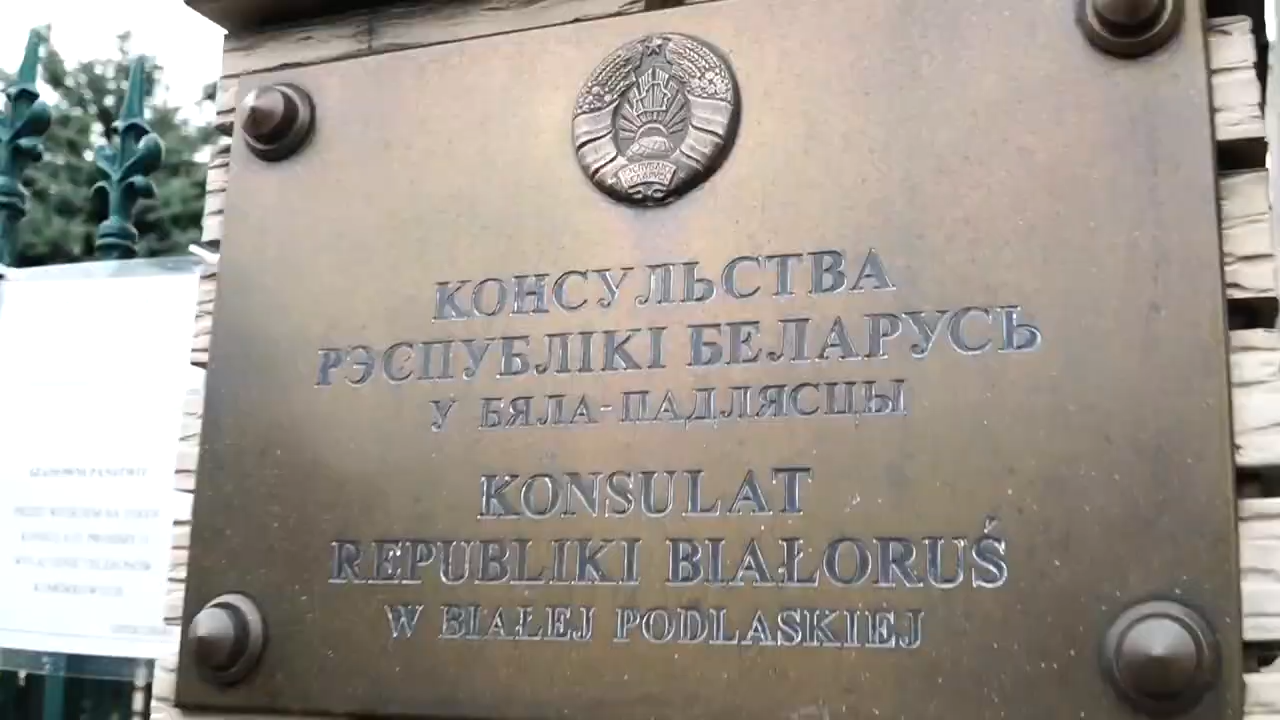 КОНСУЛЬСТВА
РЭСПУБЛІКІ БЕЛАРУСЬ
У БЯЛА-ПАДЛЯСЦЫ
KONSULAT
REPUBLIKI BIAŁORUŚ
W BIAŁEJ PODLASKIEJ